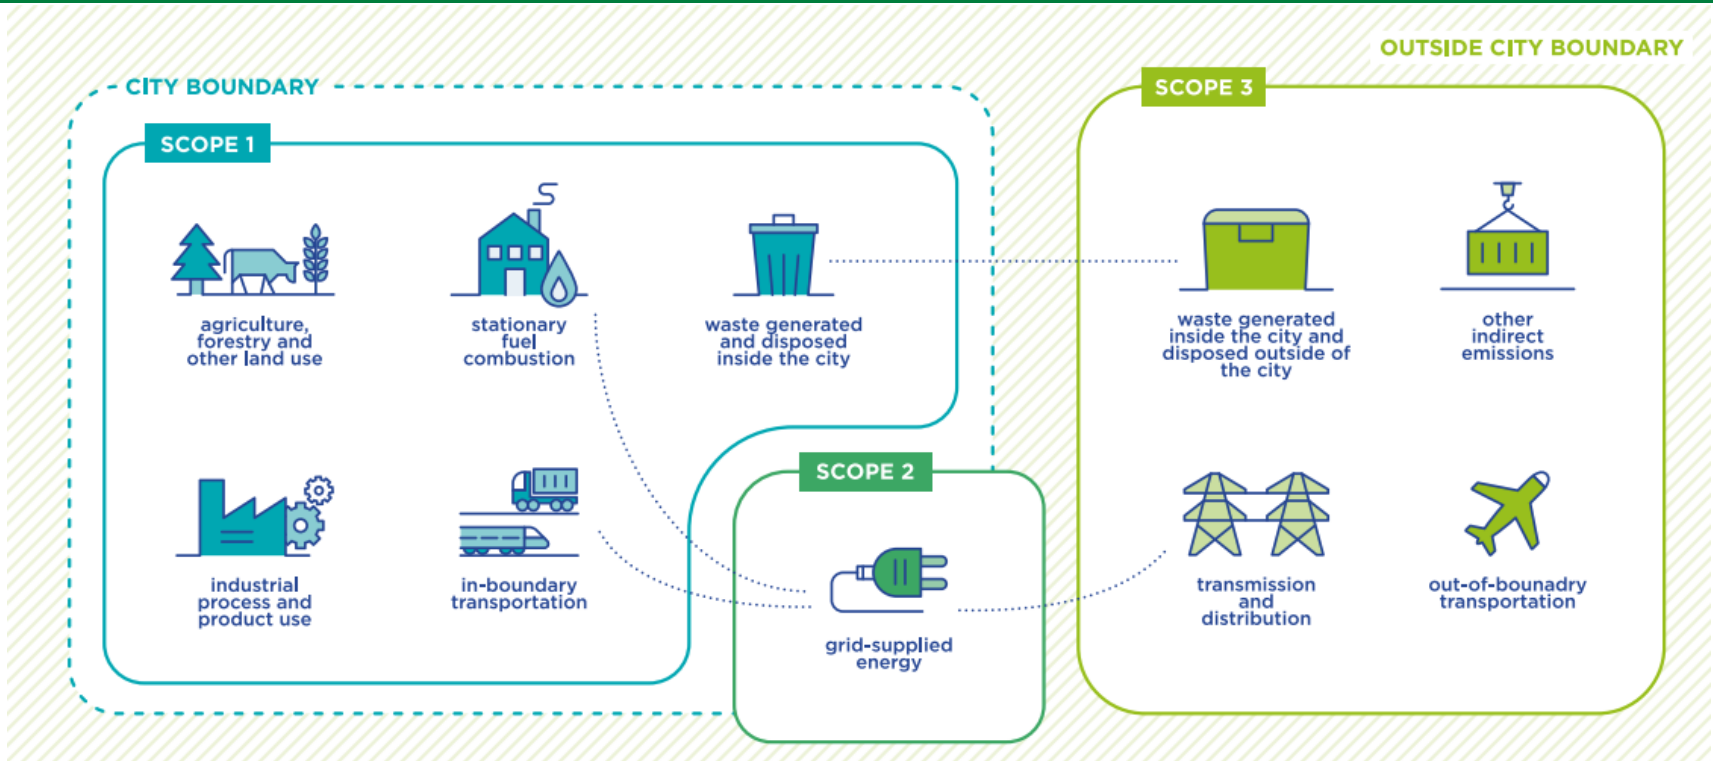 OUTSIDE CITY BOUNDARY
CITY BOUNDARY
SCOPE 3
SCOPE 1
agriculture,
forestry and
other land use
stationary
fuel
combustion
waste generated
and disposed
inside the city
waste generated
inside the city and
disposed outside of
the city
other
indirect
emissions
SCOPE 2
industrial
process and
product use
in-boundary
transportation
grid-supplied
energy
transmission
and
distribution
out-of-bounadry
transportation